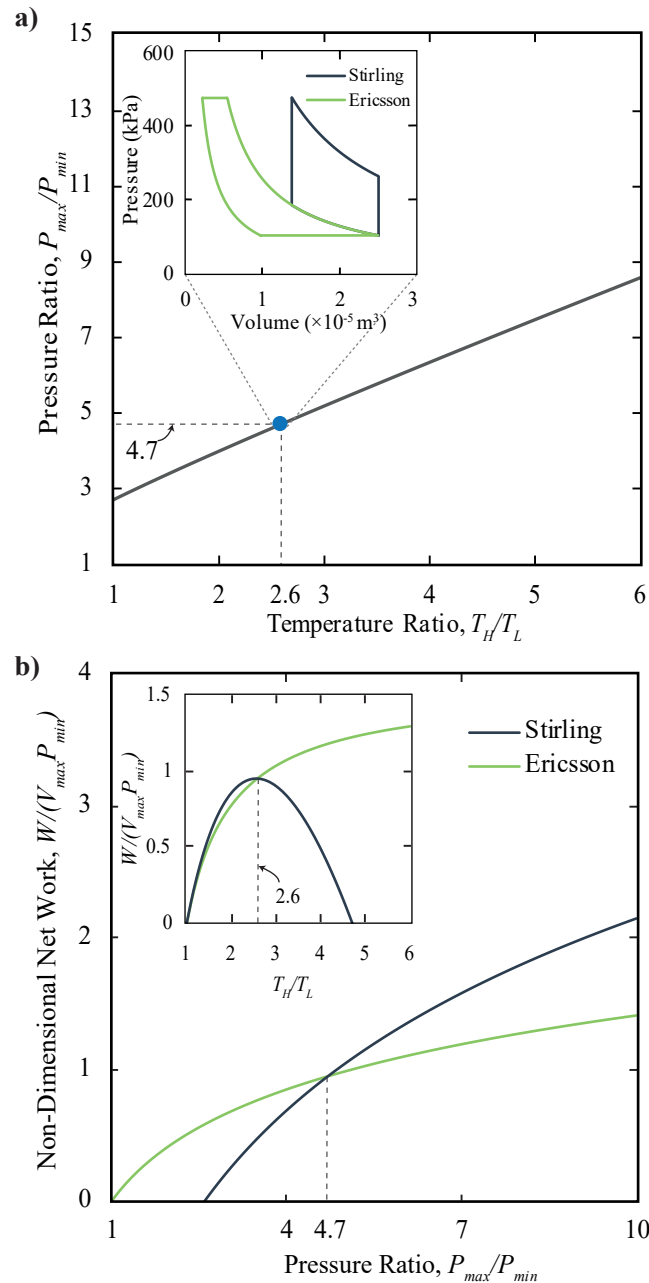 a)
Pressure Ratio, P_max/P_min
15
13
11
9
7
5
3
1
Pressure (kPa)
600
400
200
0
Stirling
Ericsson
0 1 2 3
Volume (×10⁻⁵ m³)
4.7
1 2 2.6 3 4 5 6
Temperature Ratio, T_H/T_L
b)
Non-Dimensional Net Work, W/(V_max P_min)
4
3
2
1
0
W/(V_max P_min)
1.5
1
0.5
0
2.6
1 2 3 4 5 6
T_H/T_L
Stirling
Ericsson
1 4 4.7 7 10
Pressure Ratio, P_max/P_min